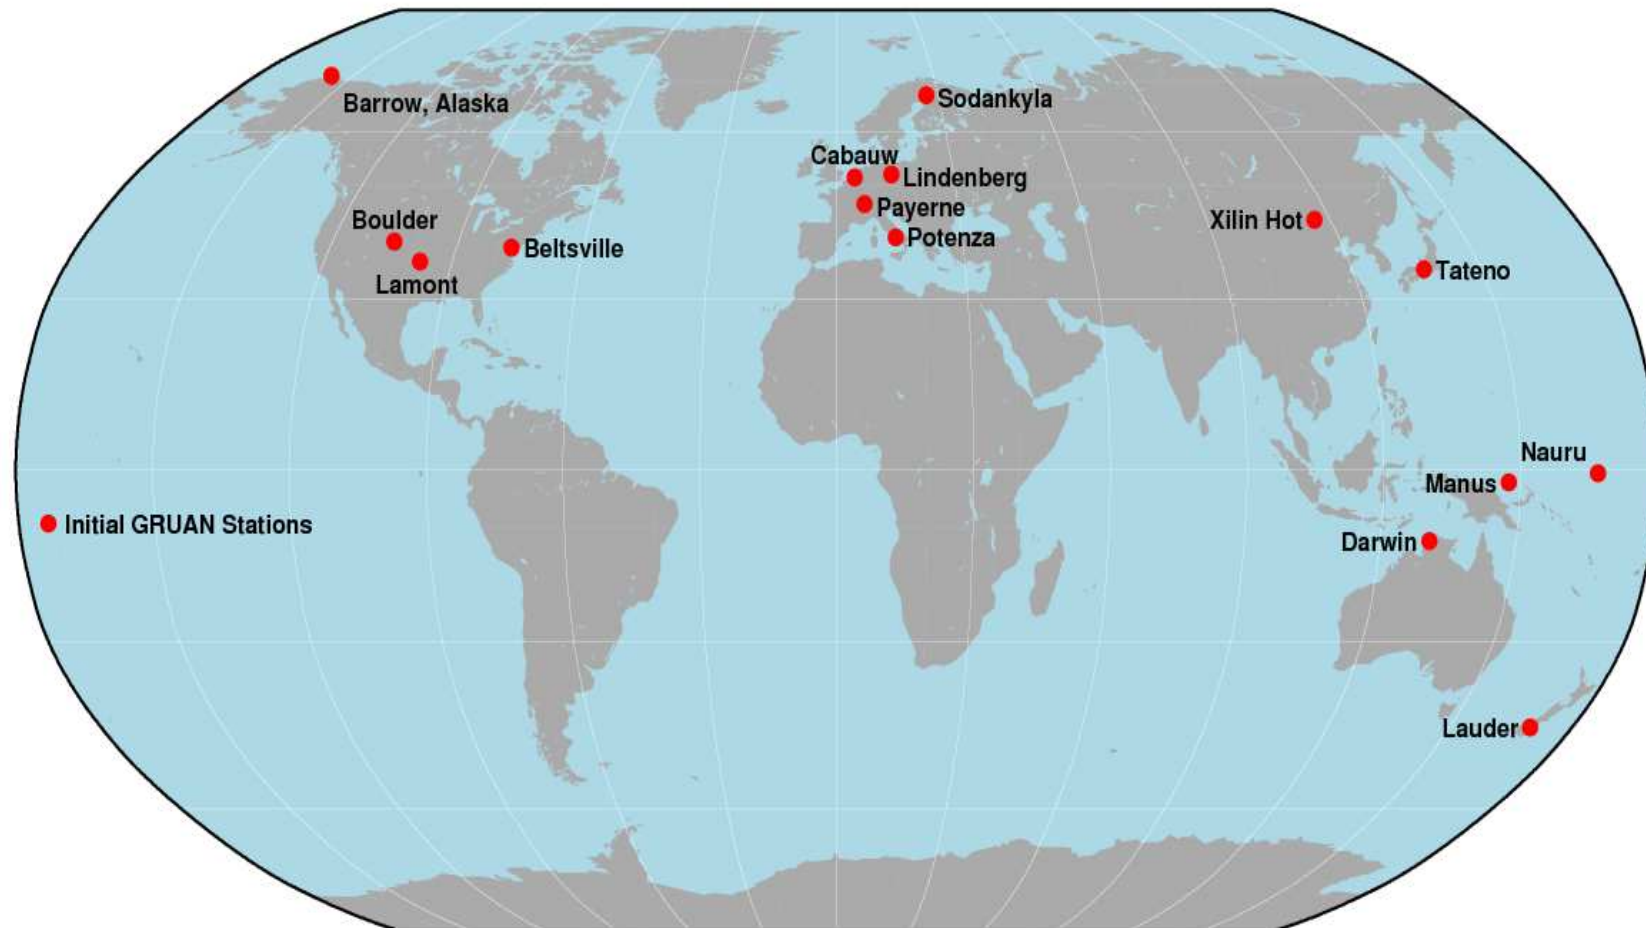 Barrow, Alaska
Sodankyla
Cabauw
Lindenberg
Payerne
Boulder
Xilin Hot
Potenza
Beltsville
Tateno
Lamont
Nauru
Manus
Initial GRUAN Stations
Darwin
Lauder